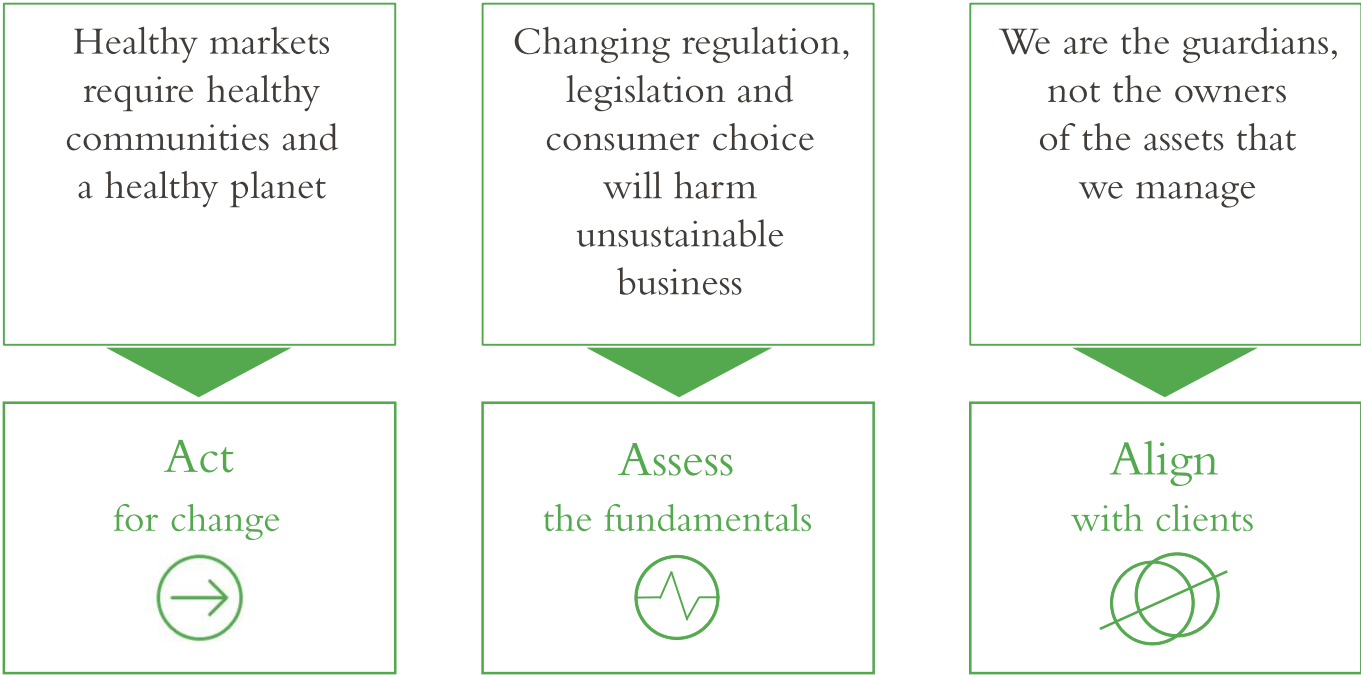 Healthy markets
require healthy
communities and
a healthy planet
Changing regulation,
legislation and
consumer choice
will harm
unsustainable
business
We are the guardians,
not the owners
of the assets that
we manage
Act
for change
Assess
the fundamentals
Align
with clients